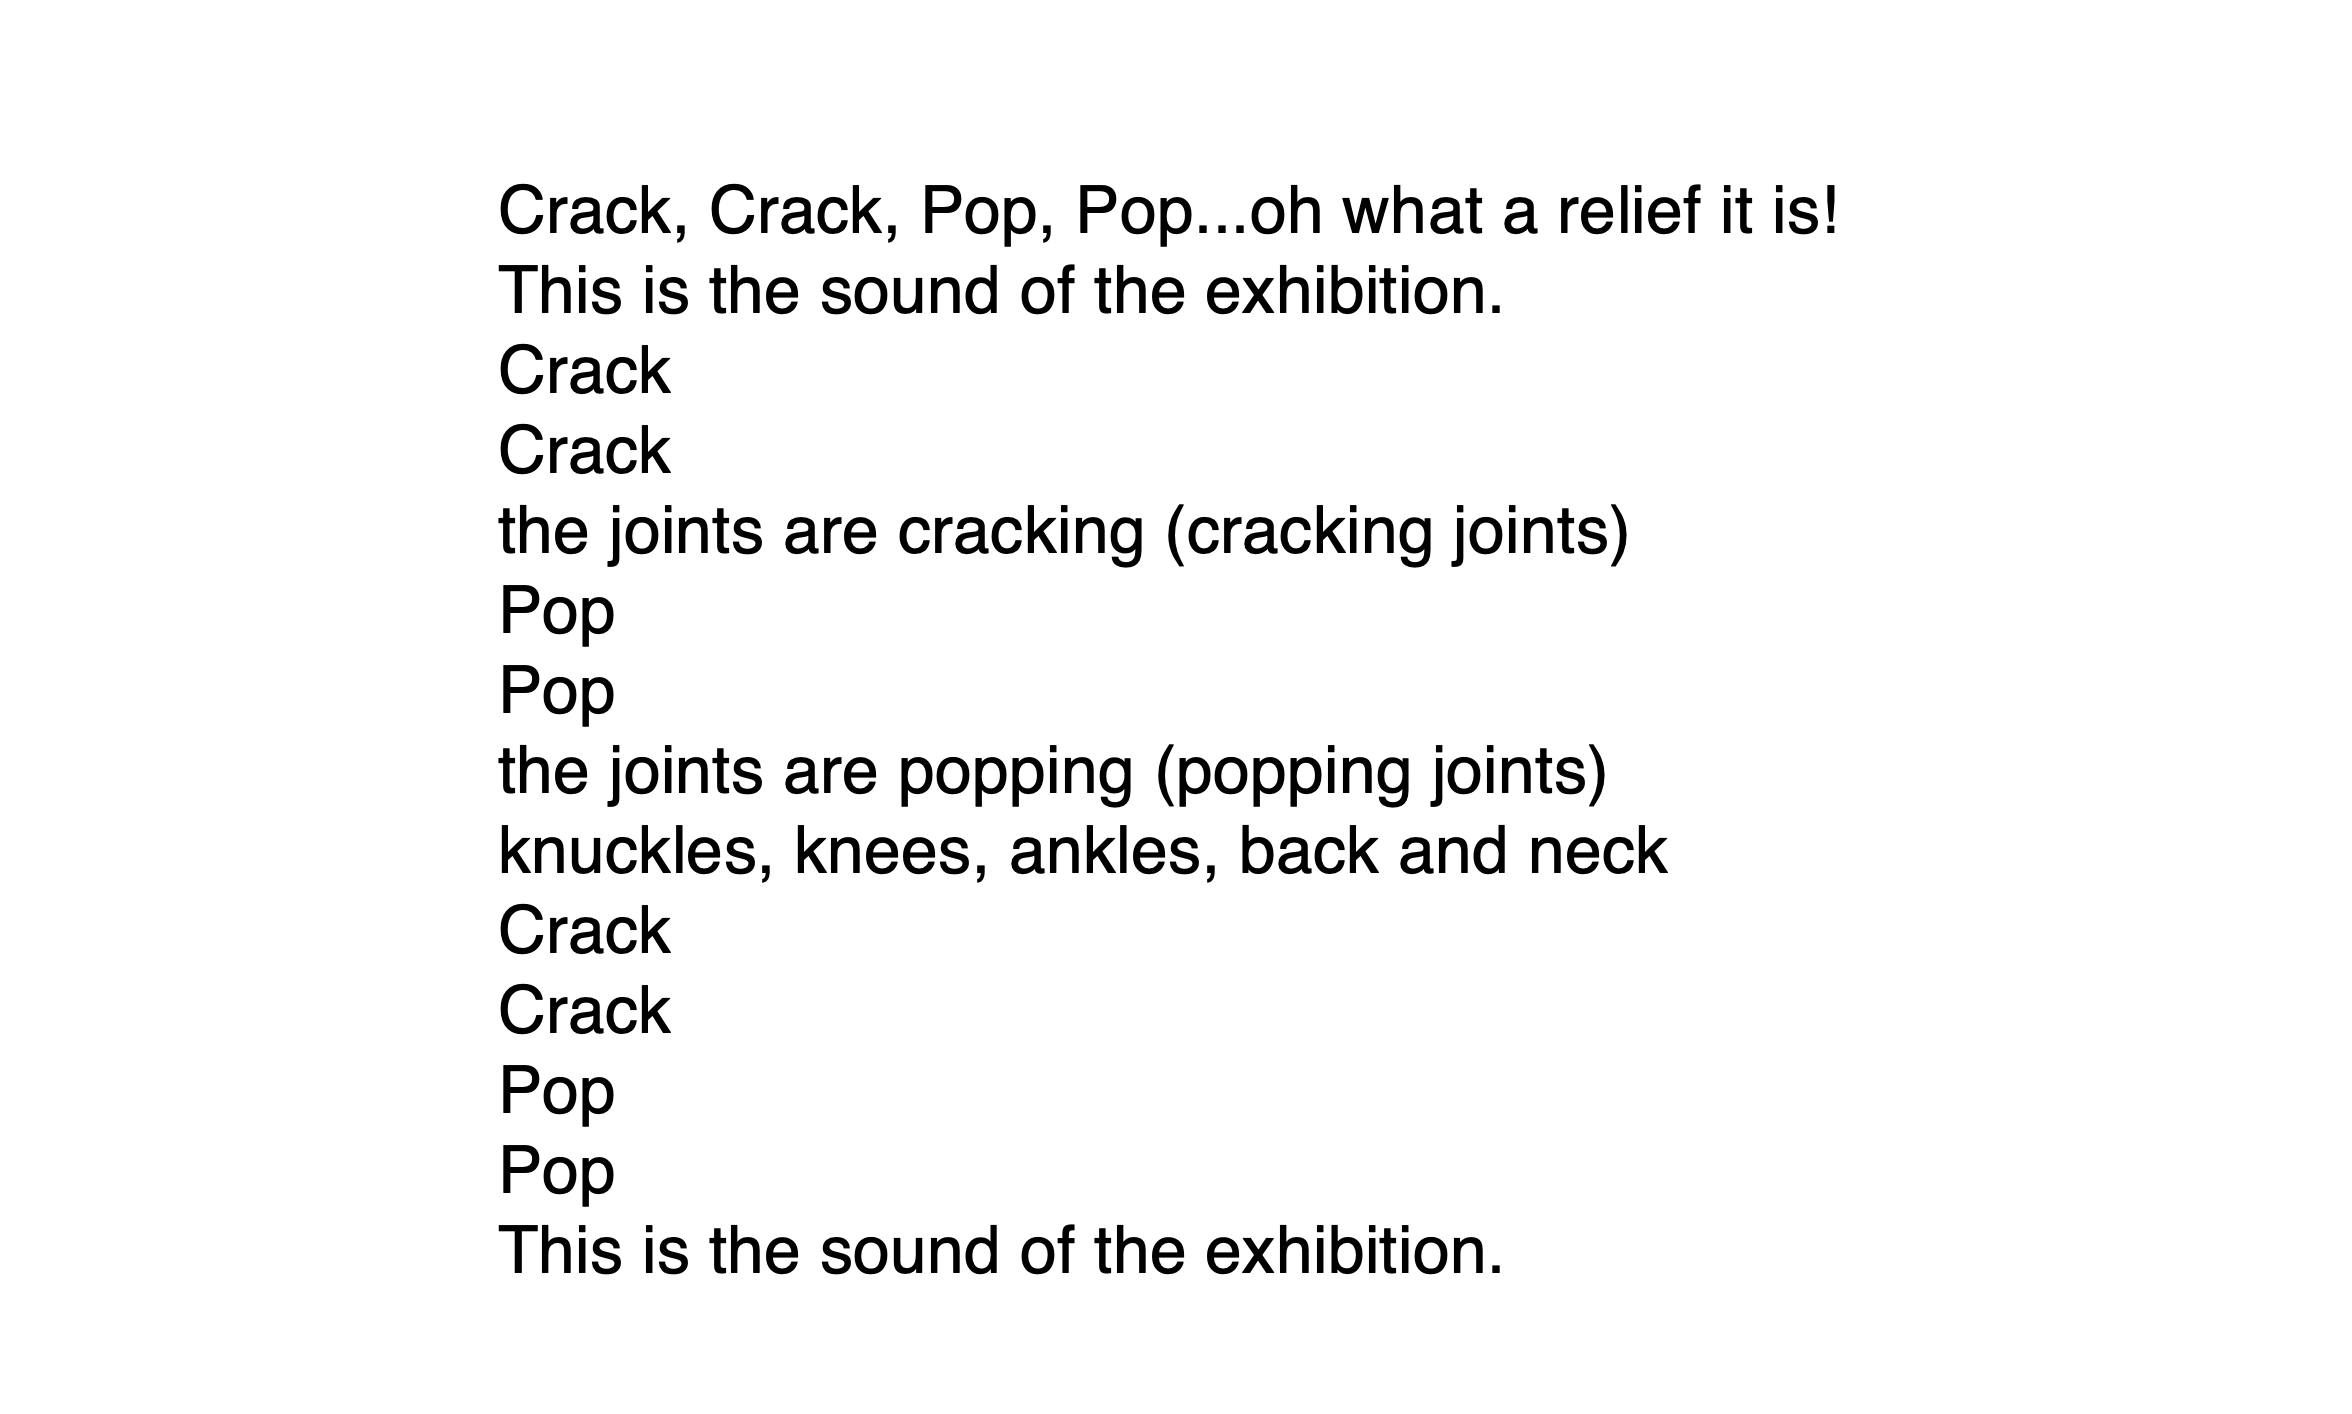 Crack, Crack, Pop, Pop...oh what a relief it is!
This is the sound of the exhibition.
Crack
Crack
the joints are cracking (cracking joints)
Pop
Pop
the joints are popping (popping joints)
knuckles, knees, ankles, back and neck
Crack
Crack
Pop
Pop
This is the sound of the exhibition.